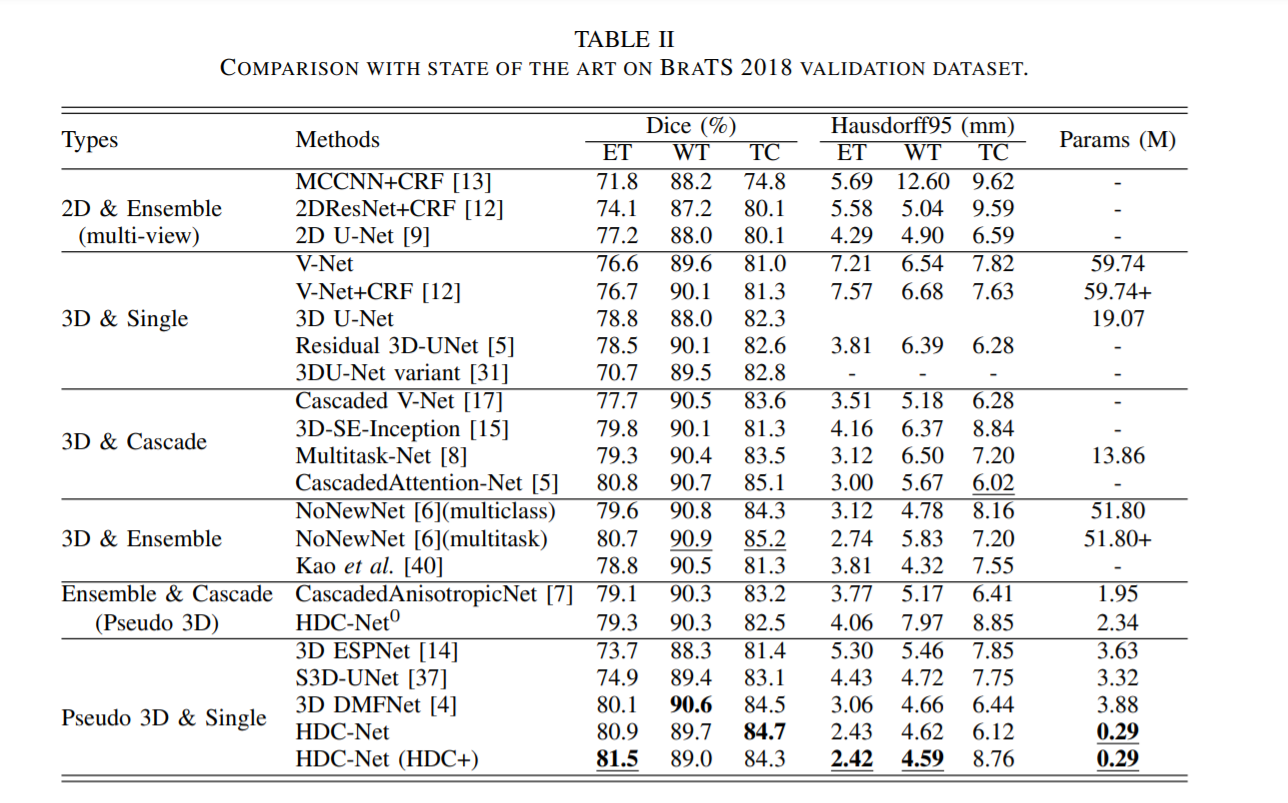 TABLE II
COMPARISON WITH STATE OF THE ART ON BRATS 2018 VALIDATION DATASET.
Types Methods Dice (%) Hausdorff95 (mm) Params (M)
ET WT TC ET WT TC
2D & Ensemble (multi-view)
MCCNN+CRF [13] 71.8 88.2 74.8 5.69 12.60 9.62 -
2DResNet+CRF [12] 74.1 87.2 80.1 5.58 5.04 9.59 -
2D U-Net [9] 77.2 88.0 80.1 4.29 4.90 6.59 -
3D & Single
V-Net 76.6 89.6 81.0 7.21 6.54 7.82 59.74
V-Net+CRF [12] 76.7 90.1 81.3 7.57 6.68 7.63 59.74+
3D U-Net 78.8 88.0 82.3 19.07
Residual 3D-UNet [5] 78.5 90.1 82.6 3.81 6.39 6.28 -
3DU-Net variant [31] 70.7 89.5 82.8 - - - -
3D & Cascade
Cascaded V-Net [17] 77.7 90.5 83.6 3.51 5.18 6.28 -
3D-SE-Inception [15] 79.8 90.1 81.3 4.16 6.37 8.84 -
Multitask-Net [8] 79.3 90.4 83.5 3.12 6.50 7.20 13.86
CascadedAttention-Net [5] 80.8 90.7 85.1 3.00 5.67 6.02 -
3D & Ensemble
NoNewNet [6](multiclass) 79.6 90.8 84.3 3.12 4.78 8.16 51.80
NoNewNet [6](multitask) 80.7 90.9 85.2 2.74 5.83 7.20 51.80+
Kao et al. [40] 78.8 90.5 81.3 3.81 4.32 7.55 -
Ensemble & Cascade (Pseudo 3D)
CascadedAnisotropicNet [7] 79.1 90.3 83.2 3.77 5.17 6.41 1.95
HDC-Net⁰ 79.3 90.3 82.5 4.06 7.97 8.85 2.34
Pseudo 3D & Single
3D ESPNet [14] 73.7 88.3 81.4 5.30 5.46 7.85 3.63
S3D-UNet [37] 74.9 89.4 83.1 4.43 4.72 7.75 3.32
3D DMFNet [4] 80.1 90.6 84.5 3.06 4.66 6.44 3.88
HDC-Net 80.9 89.7 84.7 2.43 4.62 6.12 0.29
HDC-Net (HDC+) 81.5 89.0 84.3 2.42 4.59 8.76 0.29